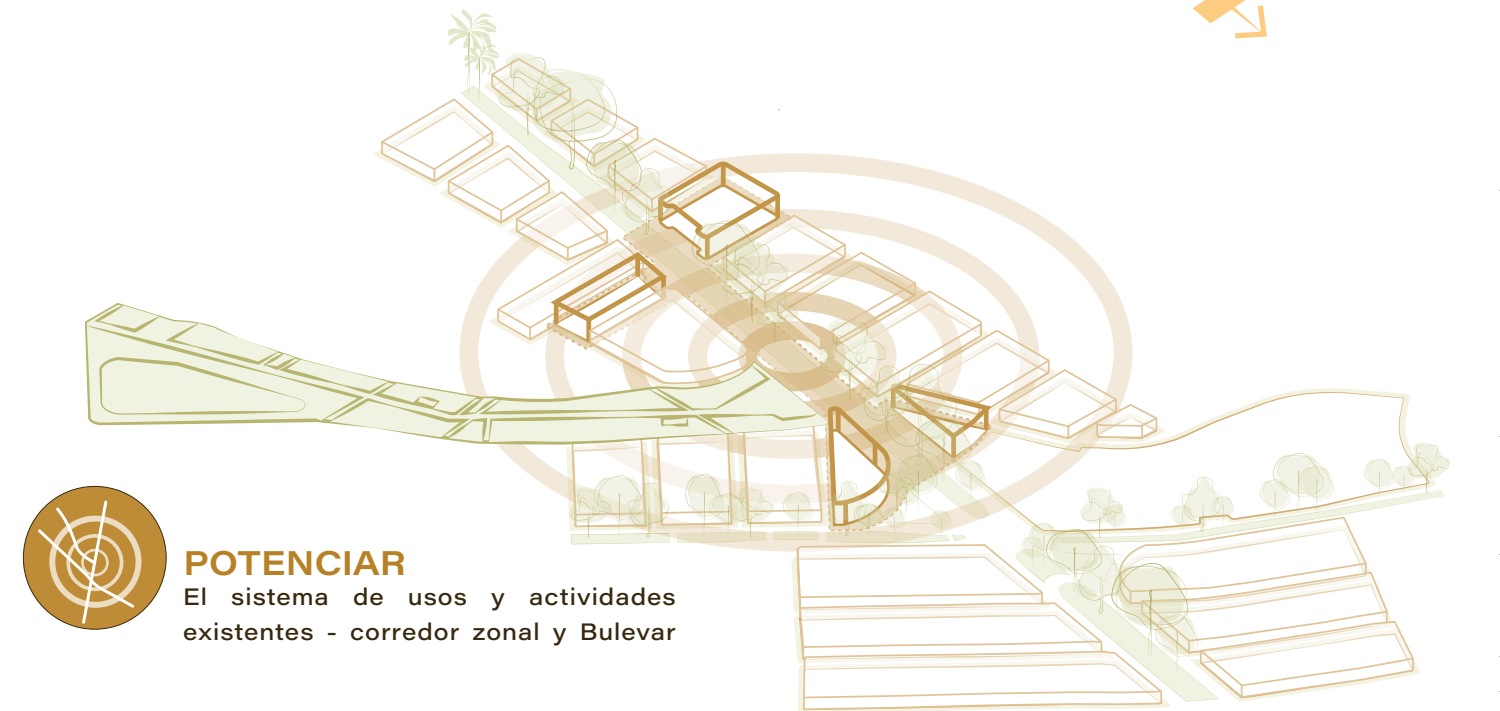 POTENCIAR
El sistema de usos y actividades
existentes - corredor zonal y Bulevar